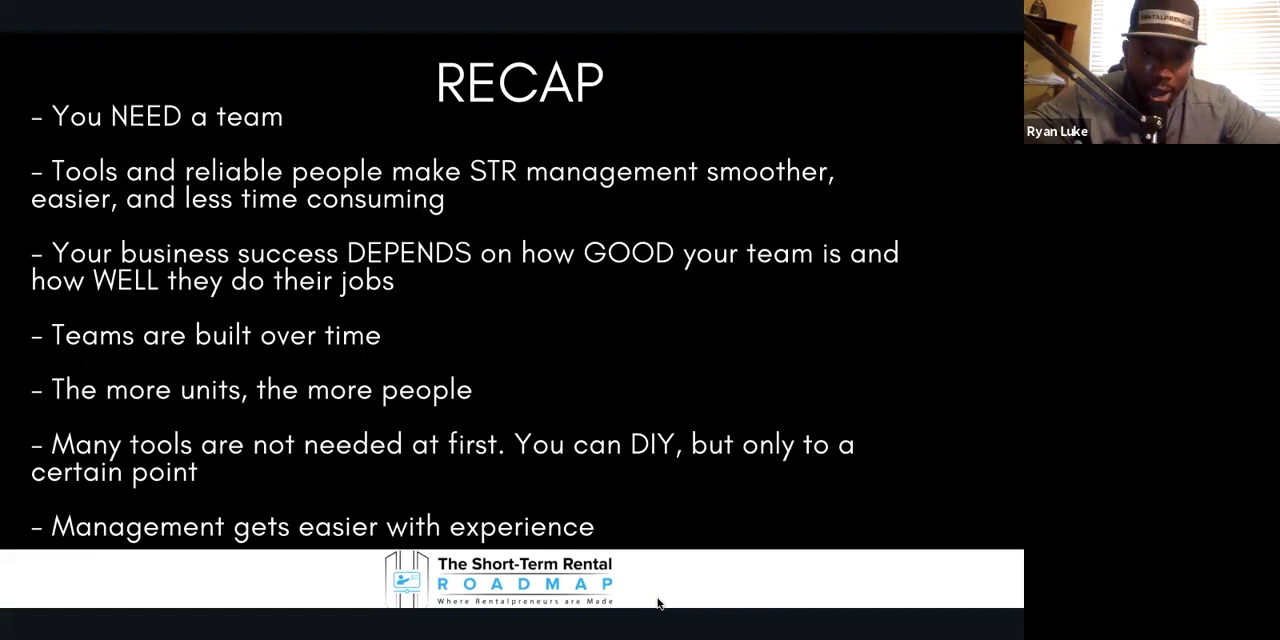 RECAP
- You NEED a team
- Tools and reliable people make STR management smoother,
easier, and less time consuming
- Your business success DEPENDS on how GOOD your team is and
how WELL they do their jobs
- Teams are built over time
- The more units, the more people
- Many tools are not needed at first. You can DIY, but only to a
certain point
- Management gets easier with experience
The Short-Term Rental
ROADMAP
Where Rentalpreneurs are Made
RENTALPRENEUR
Ryan Luke